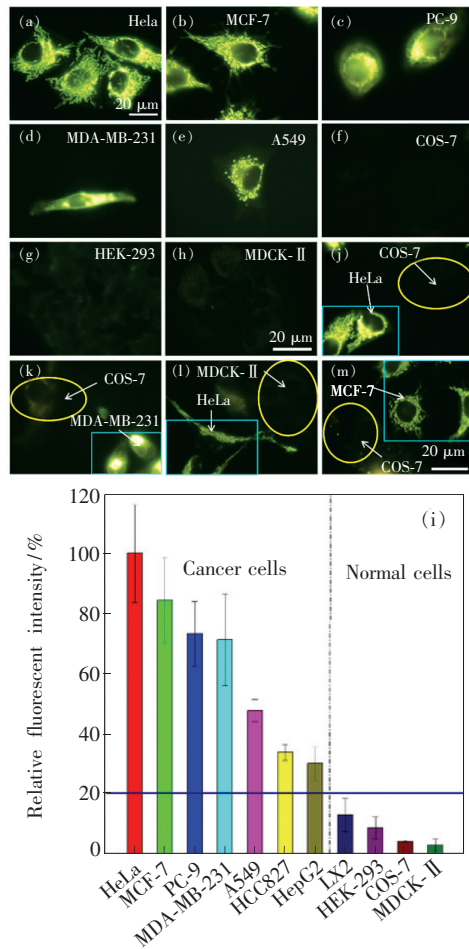 (a) Hela
20 μm
(b) MCF-7
(c) PC-9
(d) MDA-MB-231
(e) A549
(f) COS-7
(g) HEK-293
(h) MDCK-Ⅱ
20 μm
(j) COS-7
HeLa
(k) COS-7
MDA-MB-231
(l) MDCK-Ⅱ
HeLa
(m)
MCF-7
20 μm
COS-7
(i)
Relative fluorescent intensity/%
120
100
80
60
40
20
0
Cancer cells
Normal cells
HeLa
MCF-7
PC-9
MDA-MB-231
A549
HCC827
HepG2
LX2
HEK-293
COS-7
MDCK-Ⅱ